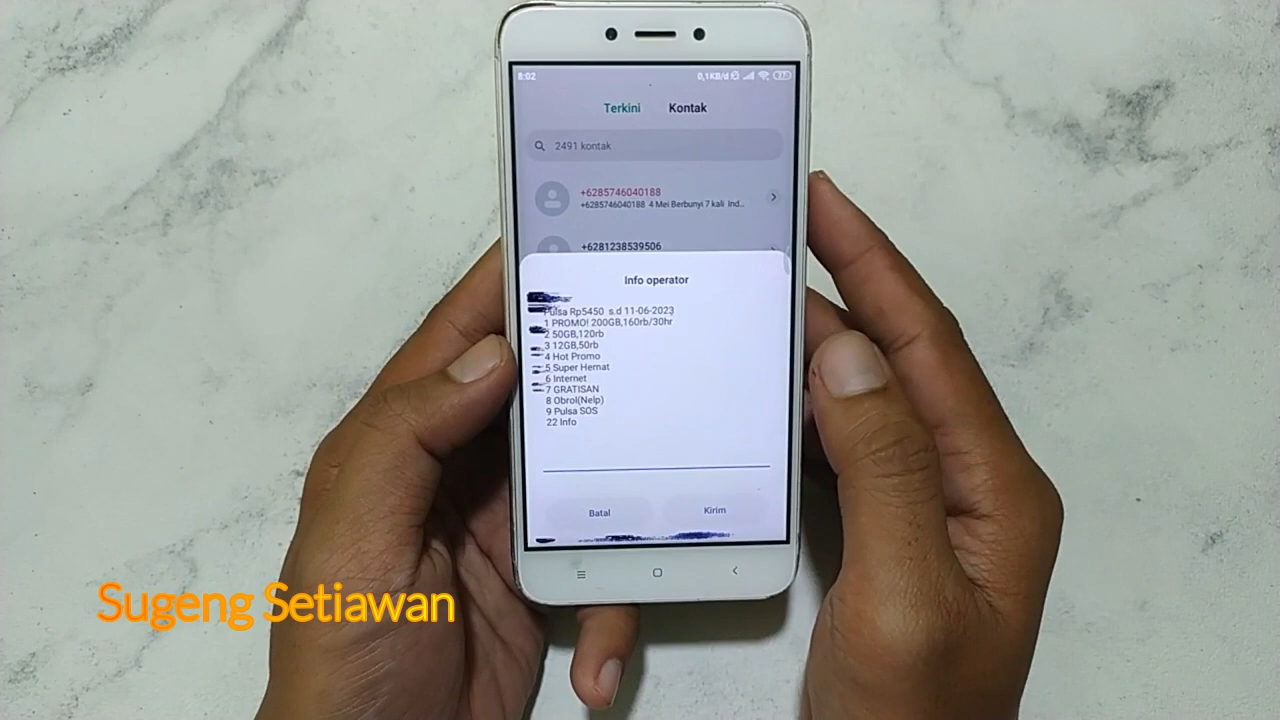 8:02
0,1KB/d
Terkini Kontak
2491 kontak
+6285746040188
+6285746040188 4 Mei Berbunyi 7 kali Ind...
+6281238539506
Info operator
Pulsa Rp5450 s.d 11-06-2023
1 PROMO! 200GB,160rb/30hr
2 50GB,120rb
3 12GB,50rb
4 Hot Promo
5 Super Hemat
6 Internet
7 GRATISAN
8 Obrol(Nelp)
9 Pulsa SOS
22 Info
Batal Kirim
Sugeng Setiawan